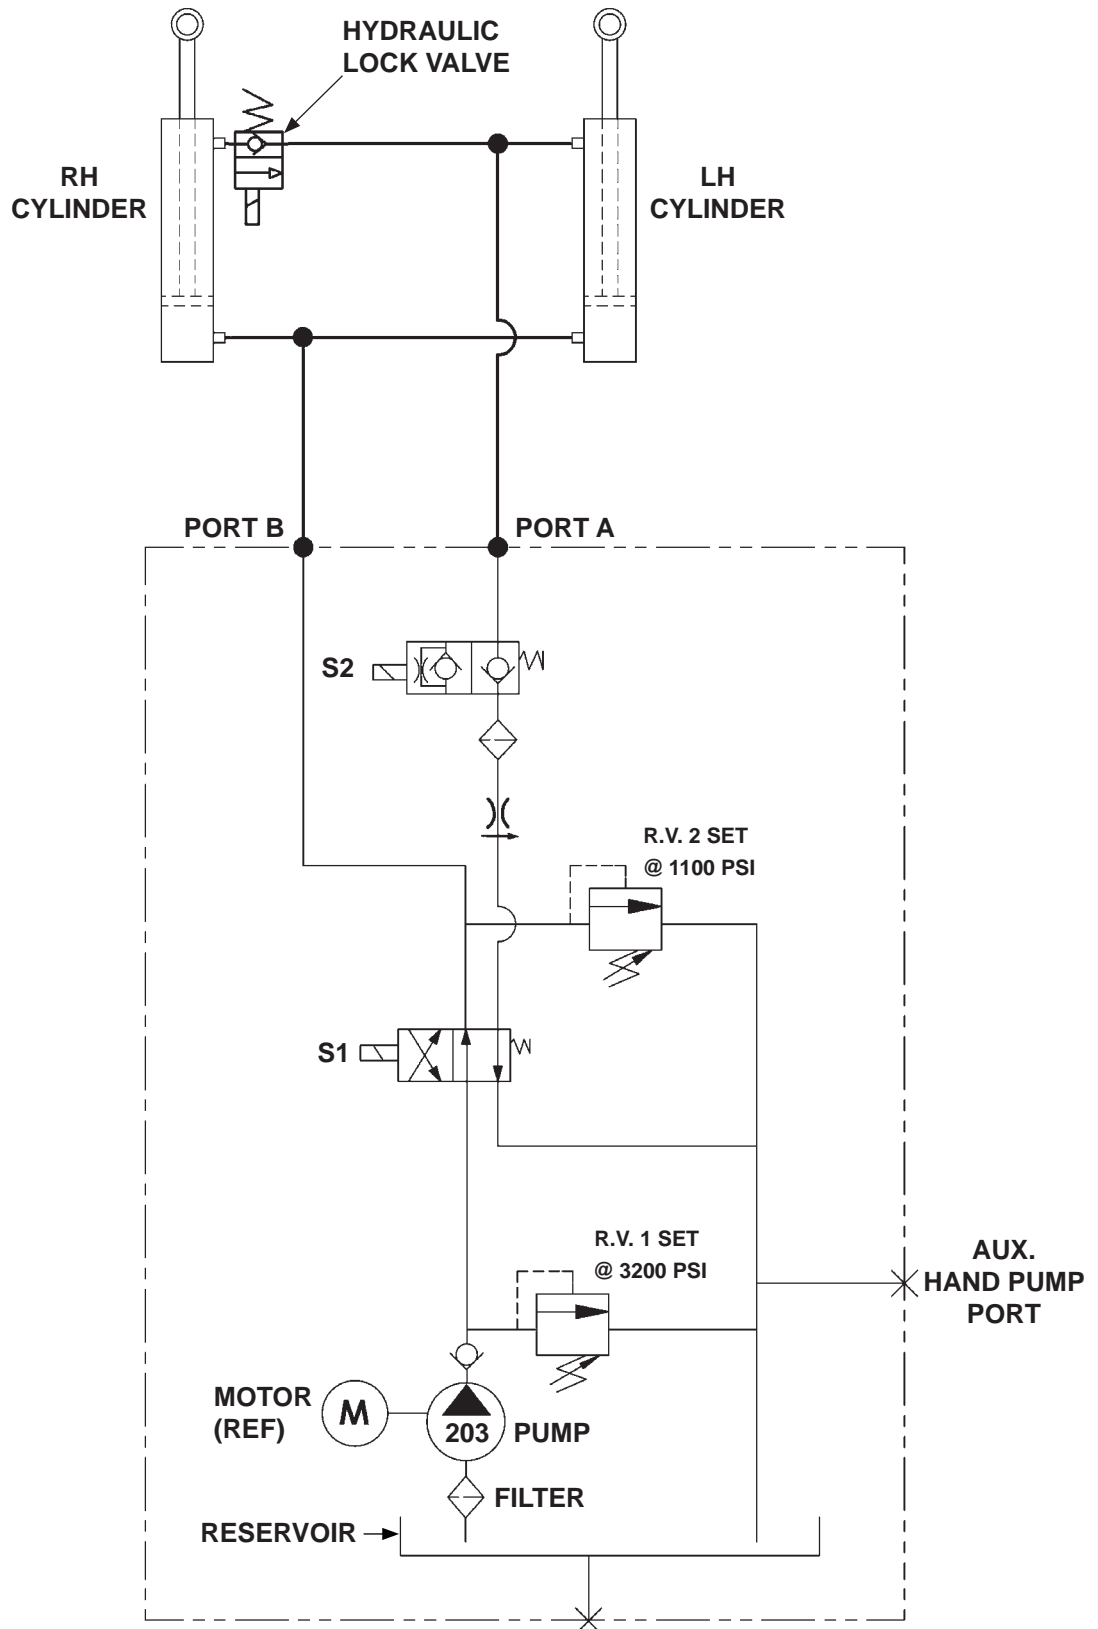 HYDRAULIC
LOCK VALVE
RH
CYLINDER
LH
CYLINDER
PORT B
PORT A
S2
R.V. 2 SET
@ 1100 PSI
S1
R.V. 1 SET
@ 3200 PSI
AUX.
HAND PUMP
PORT
MOTOR
(REF)
M
203
PUMP
FILTER
RESERVOIR